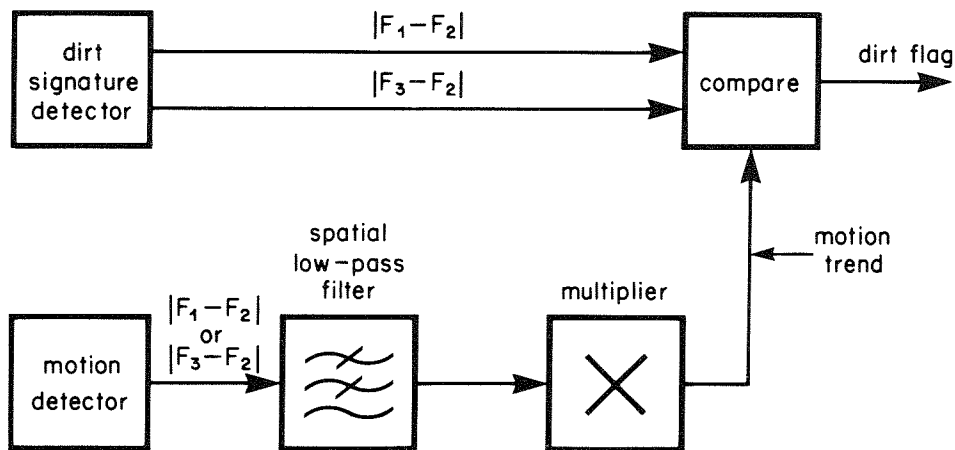 dirt
signature
detector
|F₁−F₂|
|F₃−F₂|
compare
dirt flag
motion
trend
spatial
low-pass
filter
multiplier
|F₁−F₂|
or
|F₃−F₂|
motion
detector